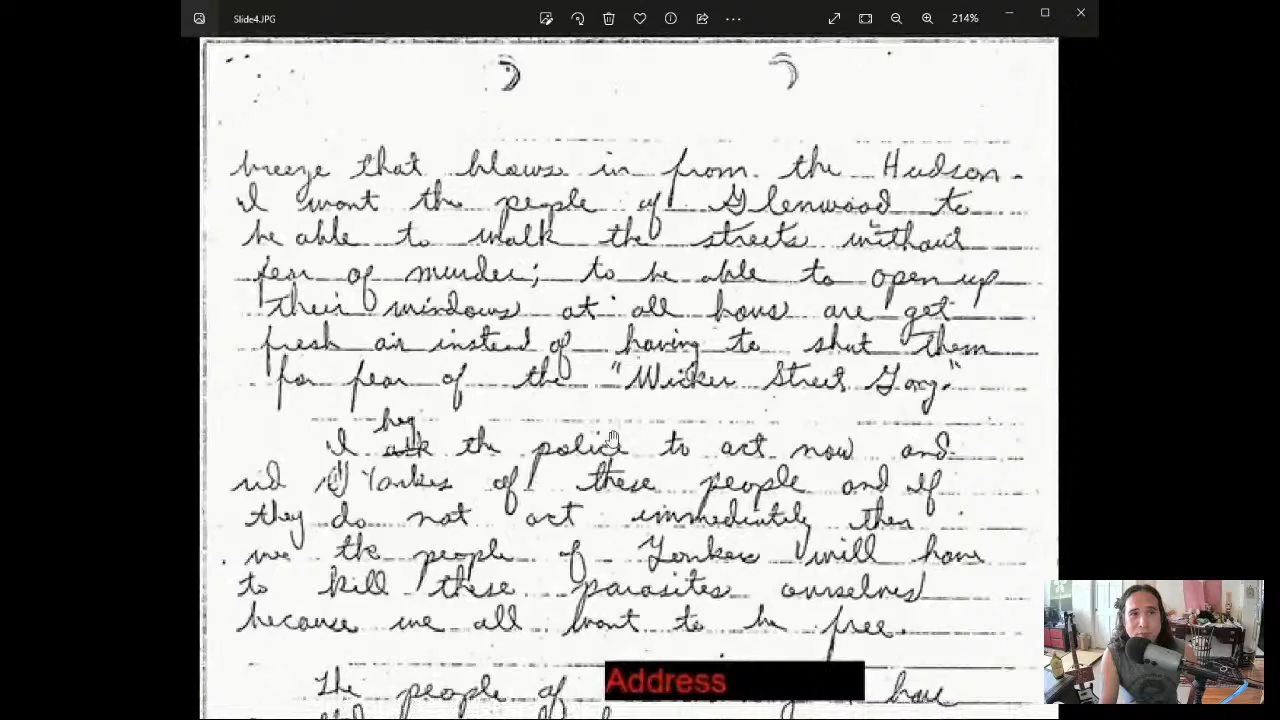 Slide4.JPG
214%
breeze that blows in from the Hudson.
I want the people of Glenwood to
be able to walk the streets without
fear of murder; to be able to open up
their windows at all hours are get
fresh air instead of having to shut them
for fear of the "Wicker Street Gang."
beg
I ask the police to act now and
rid Yonkers of these people and if
they do not act immediately then
we the people of Yonkers will have
to kill these parasites ourselves
because we all want to be free.
The people of Address have